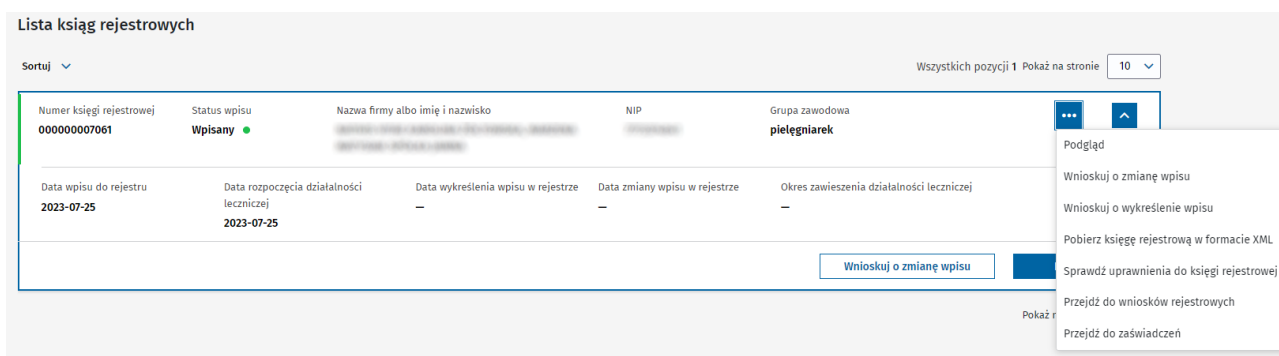 Lista ksiąg rejestrowych
Sortuj
Wszystkich pozycji 1 Pokaż na stronie 10
Numer księgi rejestrowej Status wpisu Nazwa firmy albo imię i nazwisko NIP Grupa zawodowa
000000007061 Wpisany pielęgniarek
Podgląd
Data wpisu do rejestru Data rozpoczęcia działalności leczniczej Data wykreślenia wpisu w rejestrze Data zmiany wpisu w rejestrze Okres zawieszenia działalności leczniczej
2023-07-25 2023-07-25 — — —
Wnioskuj o zmianę wpisu
Wnioskuj o zmianę wpisu
Wnioskuj o wykreślenie wpisu
Pobierz księgę rejestrową w formacie XML
Sprawdź uprawnienia do księgi rejestrowej
Przejdź do wniosków rejestrowych
Przejdź do zaświadczeń
Pokaż